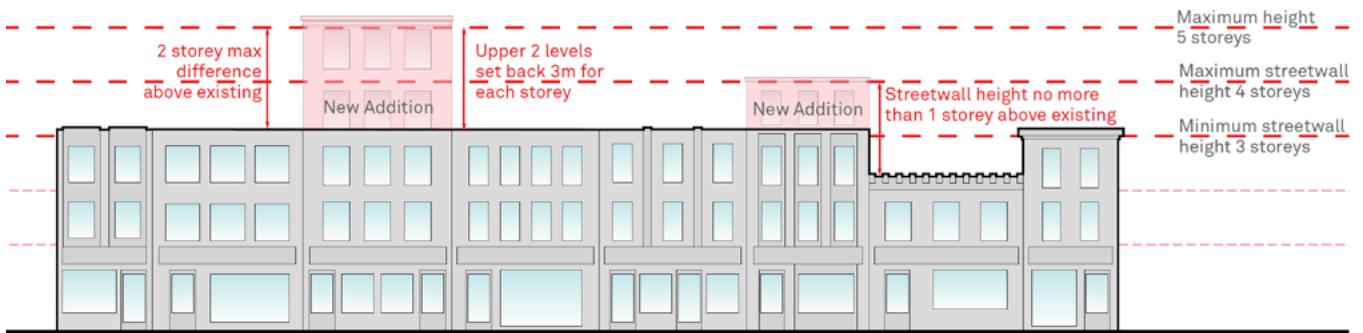 Maximum height
5 storeys
2 storey max
difference
above existing
Upper 2 levels
set back 3m for
each storey
Maximum streetwall
height 4 storeys
New Addition
New Addition
Streetwall height no more
than 1 storey above existing
Minimum streetwall
height 3 storeys